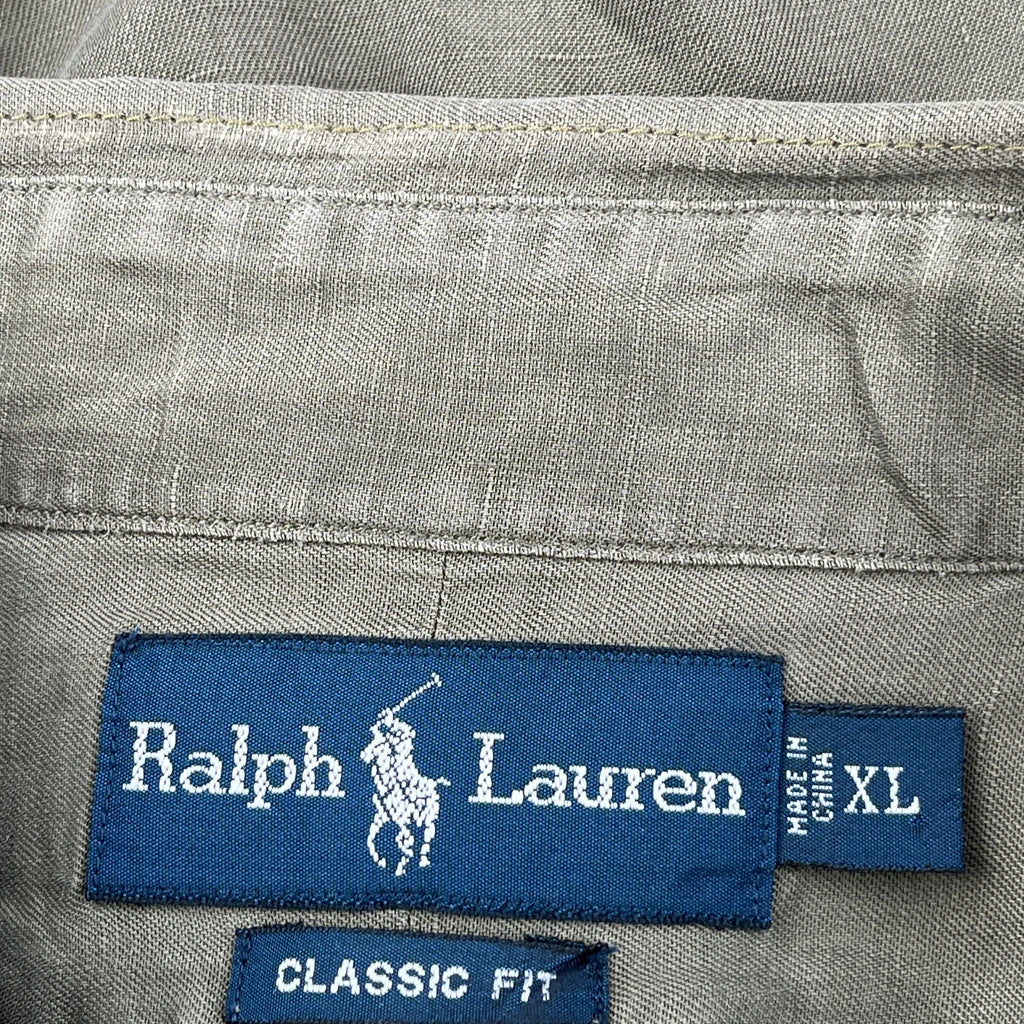 Ralph Lauren
MADE IN
CHINA
XL
CLASSIC FIT